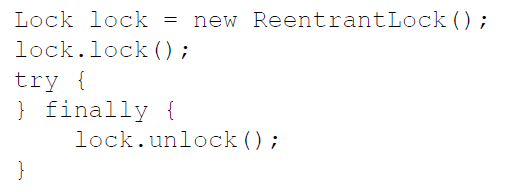 Lock lock = new ReentrantLock();
lock.lock();
try {
} finally {
    lock.unlock();
}